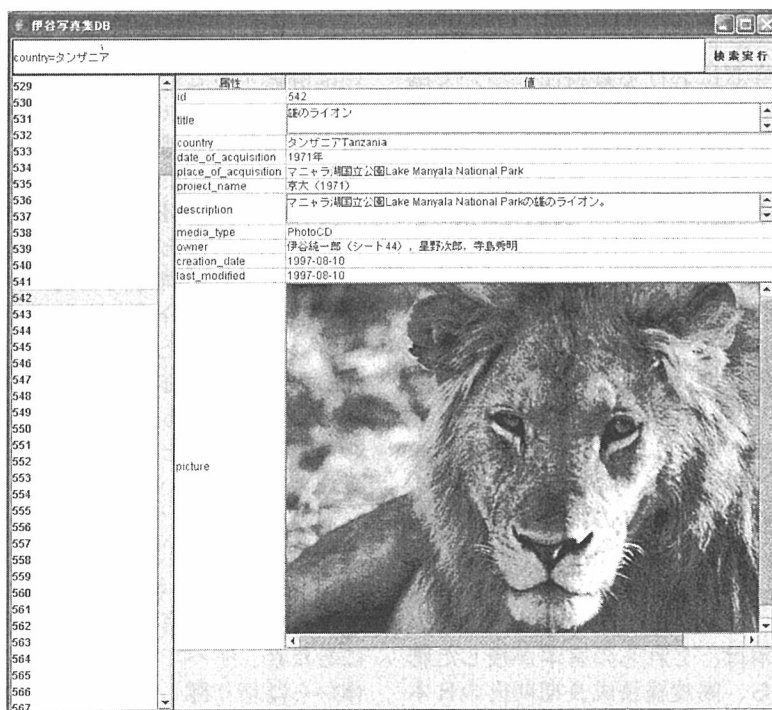 伊谷写真集DB
country=タンザニア
検索実行
529
530
531
532
533
534
535
536
537
538
539
540
541
542
543
544
545
546
547
548
549
550
551
552
553
554
555
556
557
558
559
560
561
562
563
564
565
566
567
属性 値
id 542
title 雄のライオン
country タンザニアTanzania
date_of_acquisition 1971年
place_of_acquisition マニャラ湖国立公園Lake Manyala National Park
project_name 京大（1971）
description マニャラ湖国立公園Lake Manyala National Parkの雄のライオン。
media_type PhotoCD
owner 伊谷純一郎（シート44），星野次郎，寺島秀明
creation_date 1997-08-10
last_modified 1997-08-10
picture